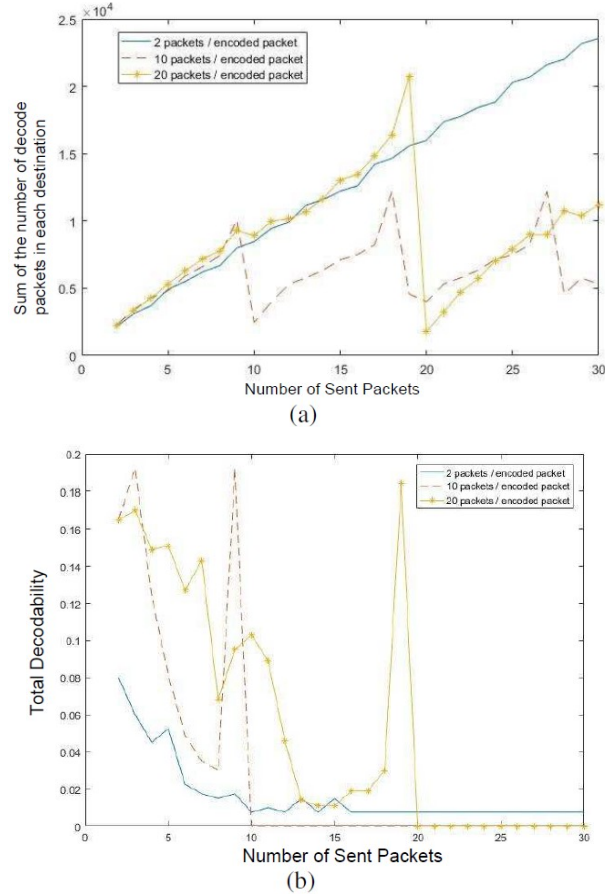 ×10⁴
2.5
2
1.5
1
0.5
0
Sum of the number of decode
packets in each destination
2 packets / encoded packet
10 packets / encoded packet
20 packets / encoded packet
0 5 10 15 20 25 30
Number of Sent Packets
(a)
0.2
0.18
0.16
0.14
0.12
0.1
0.08
0.06
0.04
0.02
0
Total Decodability
2 packets / encoded packet
10 packets / encoded packet
20 packets / encoded packet
0 5 10 15 20 25 30
Number of Sent Packets
(b)